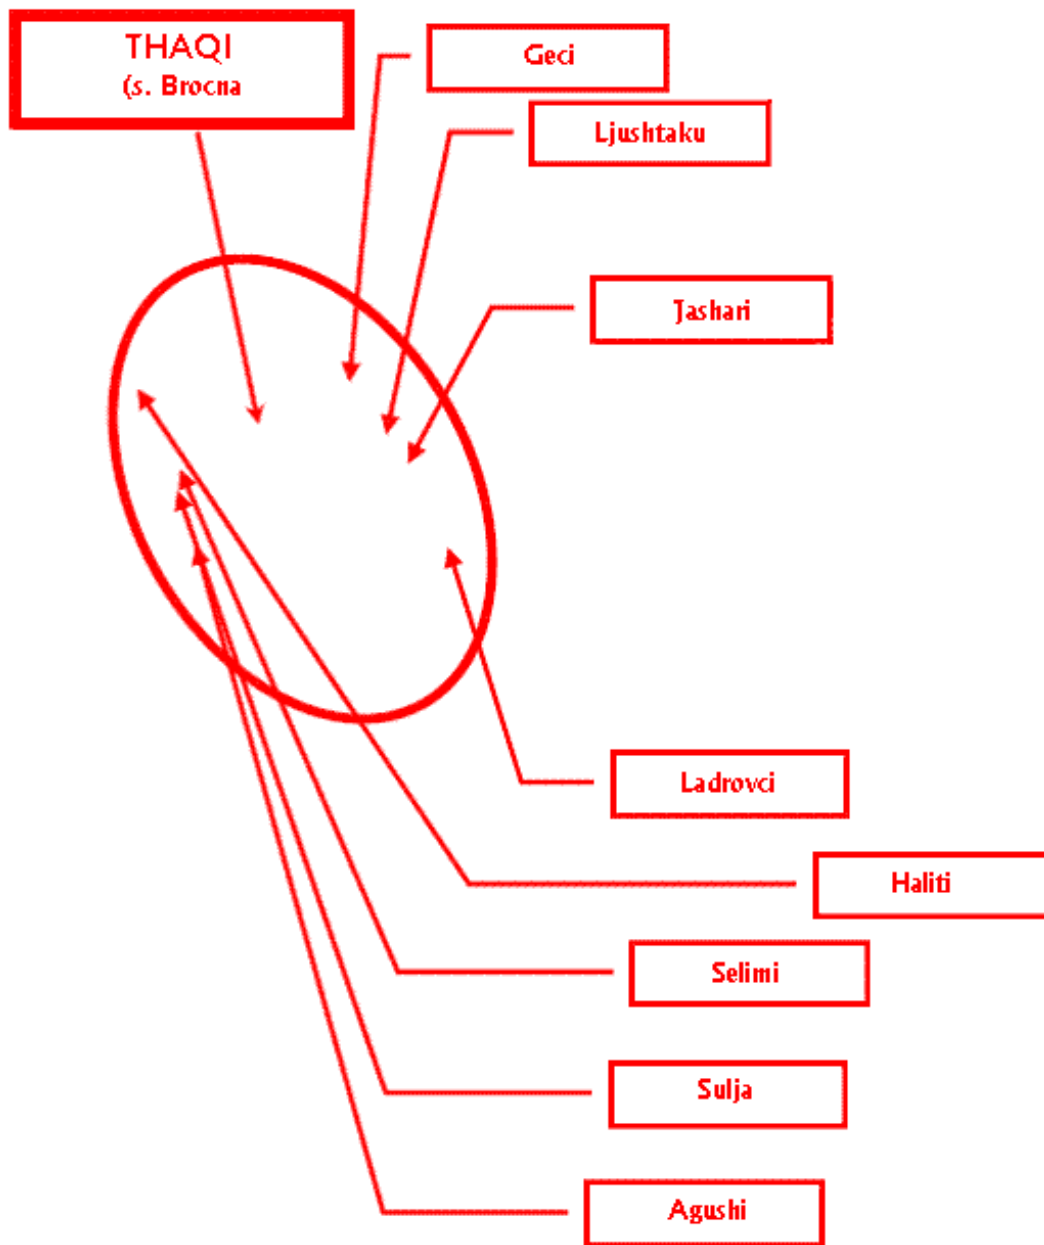 THAQI
(s. Brocna
Geci
Ljushtaku
Jashari
Ladrovci
Haliti
Selimi
Sulja
Agushi